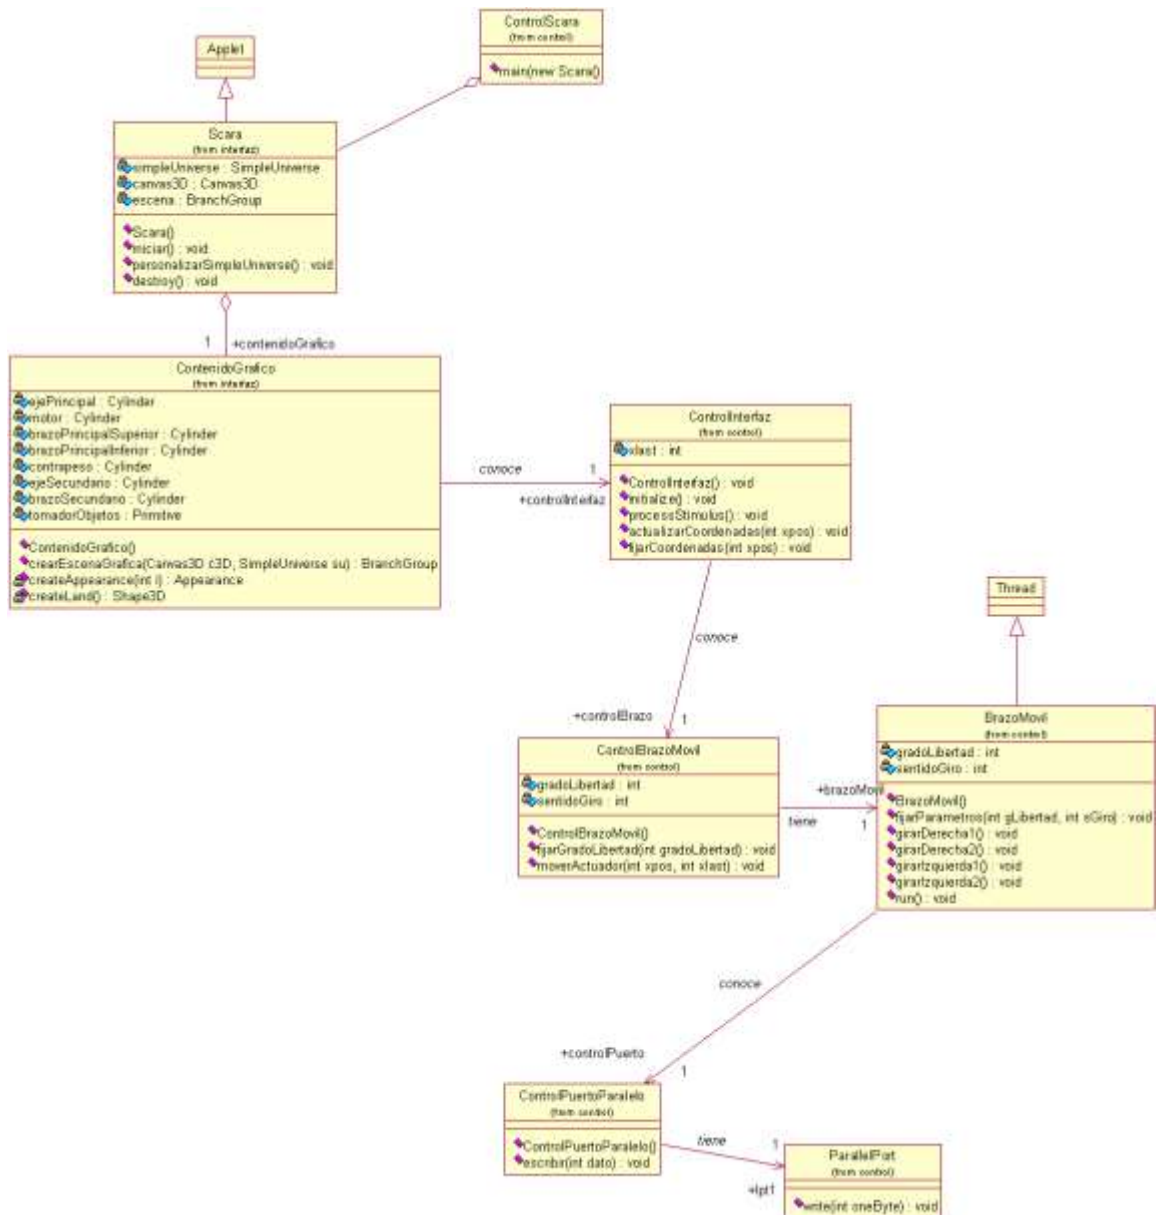 ControlScara
(from control)
main(new Scara())
Applet
Scara
(from interfaz)
simpleUniverse : SimpleUniverse
canvas3D : Canvas3D
escena : BranchGroup
Scara()
iniciar() : void
personalizarSimpleUniverse() : void
destroy() : void
1
+contenidoGrafico
ContenidoGrafico
(from interfaz)
ejePrincipal : Cylinder
motor : Cylinder
brazoPrincipalSuperior : Cylinder
brazoPrincipalInferior : Cylinder
contrapeso : Cylinder
ejeSecundario : Cylinder
brazoSecundario : Cylinder
tomadorObjetos : Primitive
ContenidoGrafico()
crearEscenaGrafica(Canvas3D c3D, SimpleUniverse su) : BranchGroup
createAppearance(int i) : Appearance
createLand() : Shape3D
conoce
1
+controlInterfaz
ControlInterfaz
(from control)
xlast : int
ControlInterfaz() : void
initialize() : void
processStimulus() : void
actualizarCoordenadas(int xpos) : void
fijarCoordenadas(int xpos) : void
conoce
+controlBrazo
1
Thread
ControlBrazoMovil
(from control)
gradoLibertad : int
sentidoGiro : int
ControlBrazoMovil()
fijarGradoLibertad(int gradoLibertad) : void
moverActuador(int xpos, int xlast) : void
+brazoMovil
tiene
1
BrazoMovil
(from control)
gradoLibertad : int
sentidoGiro : int
BrazoMovil()
fijarParametros(int gLibertad, int sGiro) : void
girarDerecha1() : void
girarDerecha2() : void
girarIzquierda1() : void
girarIzquierda2() : void
run() : void
conoce
+controlPuerto
1
ControlPuertoParalelo
(from control)
ControlPuertoParalelo()
escribir(int dato) : void
tiene
1
+lpt1
ParallelPort
(from control)
write(int oneByte) : void